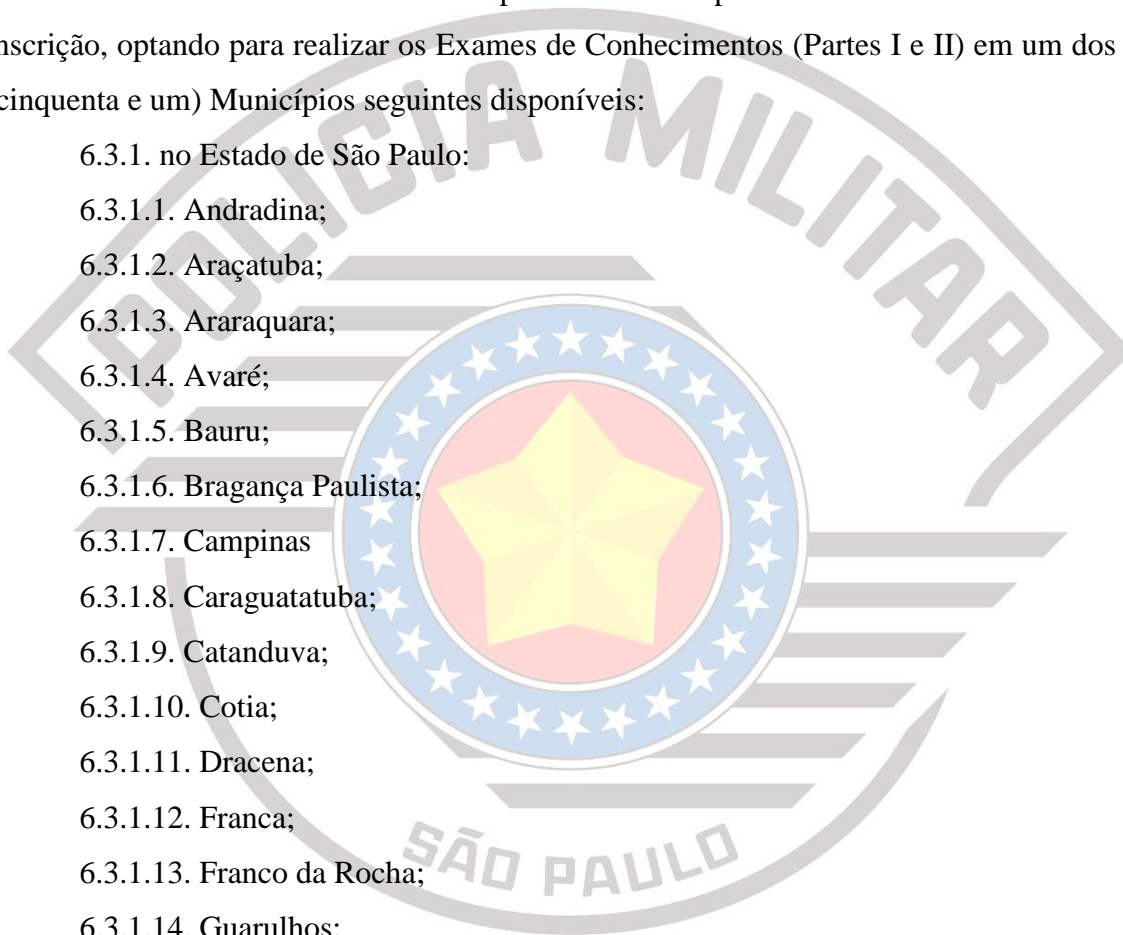 nscrição, optando para realizar os Exames de Conhecimentos (Partes I e II) em um dos
cinquenta e um) Municípios seguintes disponíveis:
6.3.1. no Estado de São Paulo:
6.3.1.1. Andradina;
6.3.1.2. Araçatuba;
6.3.1.3. Araraquara;
6.3.1.4. Avaré;
6.3.1.5. Bauru;
6.3.1.6. Bragança Paulista;
6.3.1.7. Campinas
6.3.1.8. Caraguatatuba;
6.3.1.9. Catanduva;
6.3.1.10. Cotia;
6.3.1.11. Dracena;
6.3.1.12. Franca;
6.3.1.13. Franco da Rocha;
6.3.1.14. Guarulhos;
POLÍCIA MILITAR
SÃO PAULO